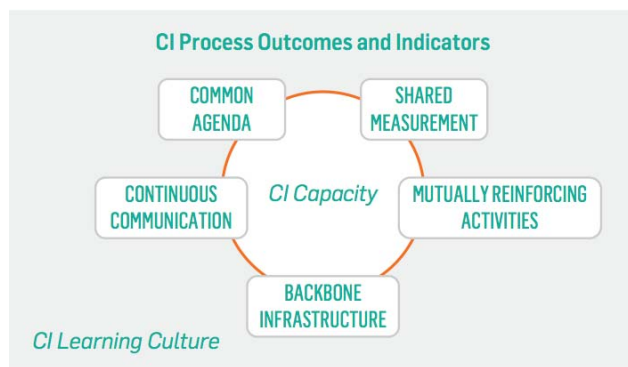 CI Process Outcomes and Indicators
COMMON
AGENDA
SHARED
MEASUREMENT
CONTINUOUS
COMMUNICATION
CI Capacity
MUTUALLY REINFORCING
ACTIVITIES
BACKBONE
INFRASTRUCTURE
CI Learning Culture